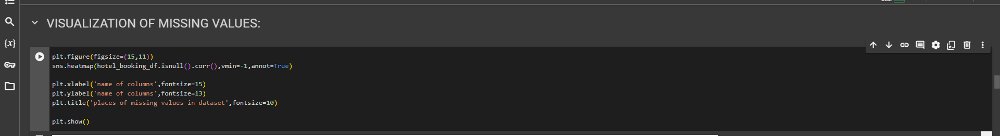 Disk
VISUALIZATION OF MISSING VALUES:
{x}
plt.figure(figsize=(15,11))
sns.heatmap(hotel_booking_df.isnull().corr(),vmin=-1,annot=True)
plt.xlabel('name of columns',fontsize=15)
plt.ylabel('name of columns',fontsize=13)
plt.title('places of missing values in dataset',fontsize=10)
plt.show()